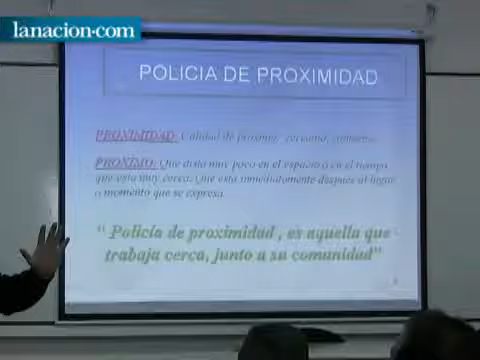 lanacion.com
POLICIA DE PROXIMIDAD
PROXIMIDAD: Calidad de próximo, cercano, contorno.
PROXIMO: Que dista muy poco en el espacio o en el tiempo
que esta muy cerca. Que esta inmediatamente después al lugar
o momento que se expresa.
“ Policía de proximidad , es aquella que
trabaja cerca, junto a su comunidad”